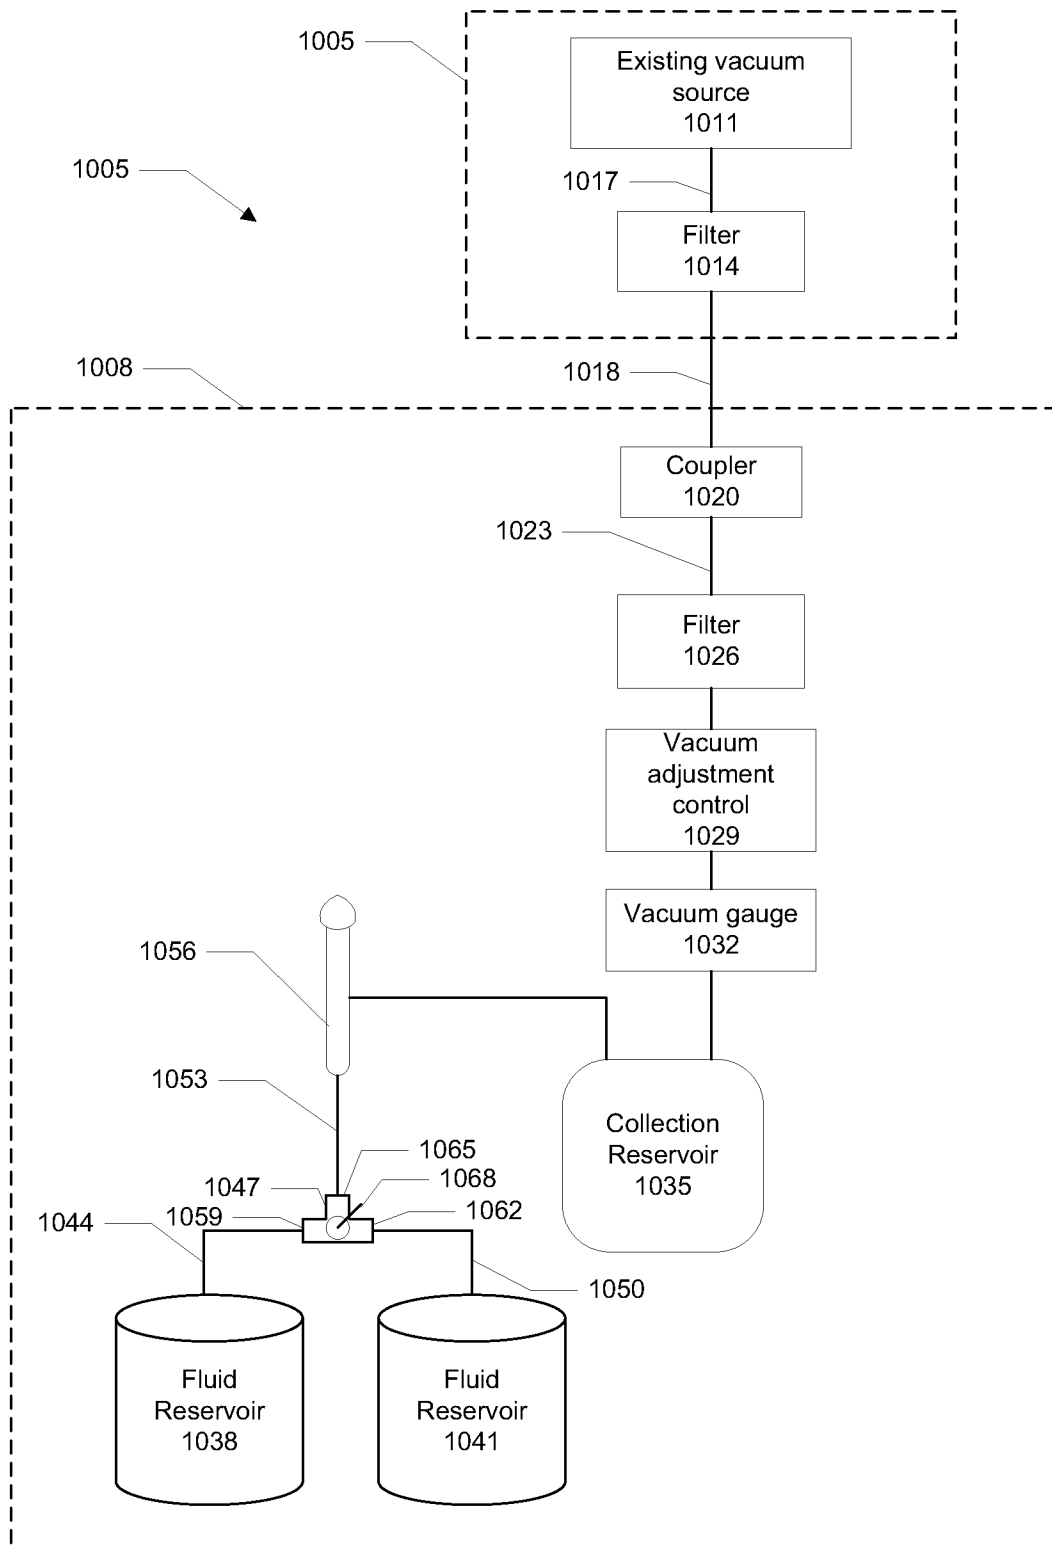 1005
Existing vacuum
source
1011
1005
1017
Filter
1014
1008
1018
Coupler
1020
1023
Filter
1026
Vacuum
adjustment
control
1029
Vacuum gauge
1032
1056
1053
Collection
Reservoir
1035
1065
1068
1047
1062
1059
1044
1050
Fluid
Reservoir
1038
Fluid
Reservoir
1041